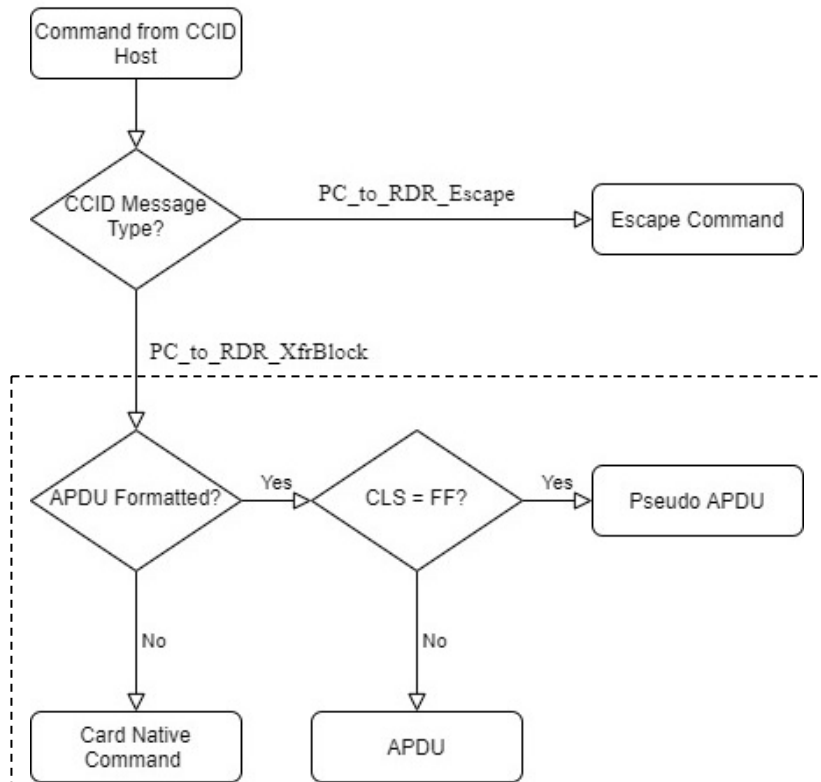 Command from CCID
Host
CCID Message
Type?
PC_to_RDR_Escape
Escape Command
PC_to_RDR_XfrBlock
APDU Formatted?
Yes
CLS = FF?
Yes
Pseudo APDU
No
No
Card Native
Command
APDU